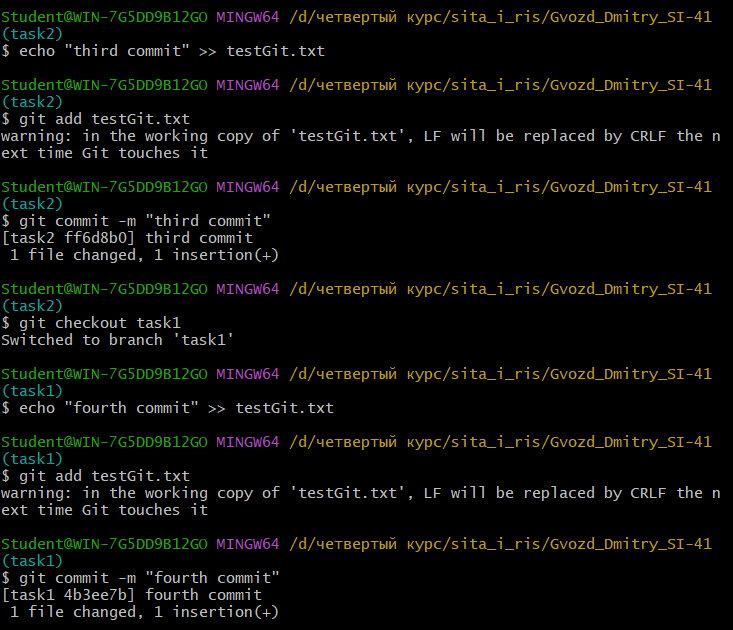 Student@WIN-7G5DD9B12GO MINGW64 /d/четвертый курс/sita_i_ris/Gvozd_Dmitry_SI-41
(task2)
$ echo "third commit" >> testGit.txt
Student@WIN-7G5DD9B12GO MINGW64 /d/четвертый курс/sita_i_ris/Gvozd_Dmitry_SI-41
(task2)
$ git add testGit.txt
warning: in the working copy of 'testGit.txt', LF will be replaced by CRLF the n
ext time Git touches it
Student@WIN-7G5DD9B12GO MINGW64 /d/четвертый курс/sita_i_ris/Gvozd_Dmitry_SI-41
(task2)
$ git commit -m "third commit"
[task2 ff6d8b0] third commit
 1 file changed, 1 insertion(+)
Student@WIN-7G5DD9B12GO MINGW64 /d/четвертый курс/sita_i_ris/Gvozd_Dmitry_SI-41
(task2)
$ git checkout task1
Switched to branch 'task1'
Student@WIN-7G5DD9B12GO MINGW64 /d/четвертый курс/sita_i_ris/Gvozd_Dmitry_SI-41
(task1)
$ echo "fourth commit" >> testGit.txt
Student@WIN-7G5DD9B12GO MINGW64 /d/четвертый курс/sita_i_ris/Gvozd_Dmitry_SI-41
(task1)
$ git add testGit.txt
warning: in the working copy of 'testGit.txt', LF will be replaced by CRLF the n
ext time Git touches it
Student@WIN-7G5DD9B12GO MINGW64 /d/четвертый курс/sita_i_ris/Gvozd_Dmitry_SI-41
(task1)
$ git commit -m "fourth commit"
[task1 4b3ee7b] fourth commit
 1 file changed, 1 insertion(+)